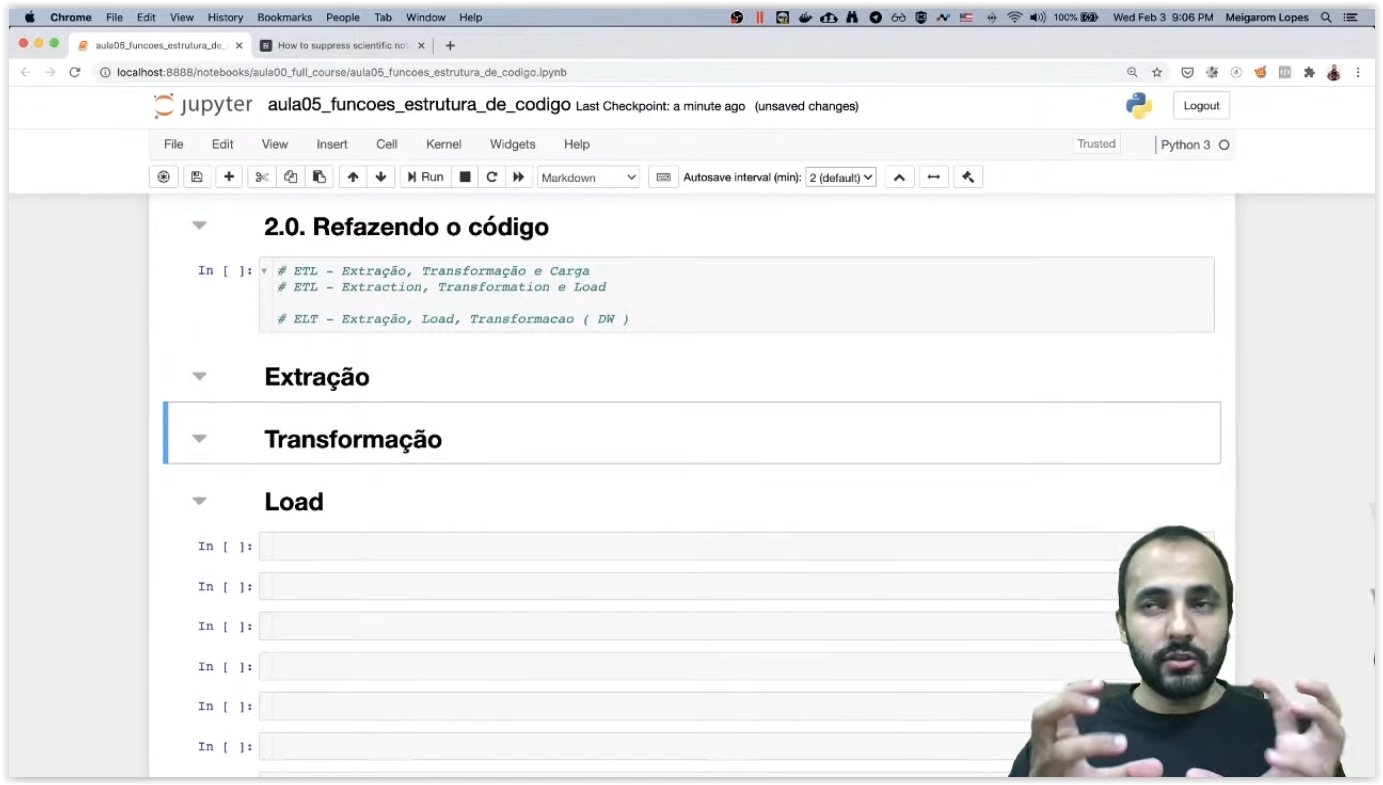 Chrome File Edit View History Bookmarks People Tab Window Help 100% Wed Feb 3 9:06 PM Meigarom Lopes
aula05_funcoes_estrutura_de_ How to suppress scientific not
localhost:8888/notebooks/aula00_full_course/aula05_funcoes_estrutura_de_codigo.ipynb
jupyter aula05_funcoes_estrutura_de_codigo Last Checkpoint: a minute ago (unsaved changes) Logout
File Edit View Insert Cell Kernel Widgets Help Trusted Python 3
Run Markdown Autosave interval (min): 2 (default)
2.0. Refazendo o código
In [ ]: # ETL - Extração, Transformação e Carga
# ETL - Extraction, Transformation e Load
# ELT - Extração, Load, Transformacao ( DW )
Extração
Transformação
Load
In [ ]:
In [ ]:
In [ ]:
In [ ]:
In [ ]:
In [ ]: